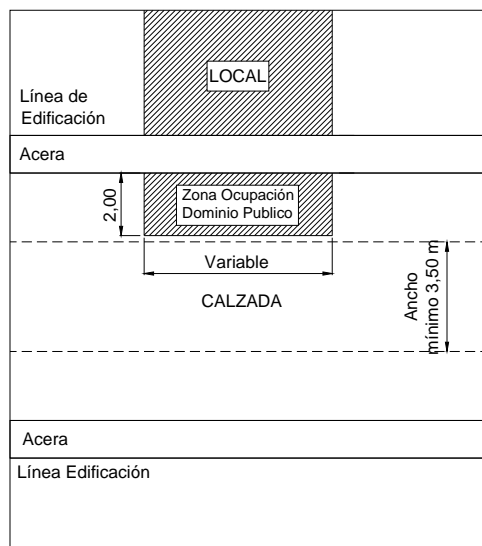 LOCAL
Línea de
Edificación
Acera
2,00
Zona Ocupación
Dominio Publico
Variable
CALZADA
Ancho
mínimo 3,50 m
Acera
Línea Edificación